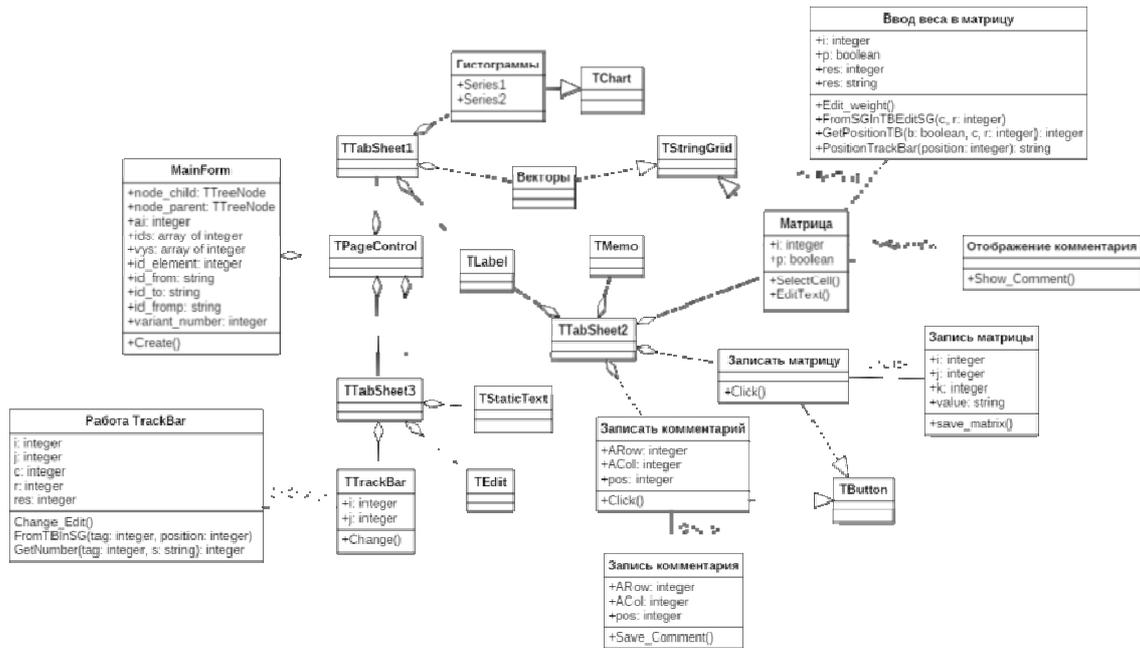 Ввод веса в матрицу
+i: integer
+p: boolean
+res: integer
+res: string
+Edit_weight()
+FromSGInTBEditSG(c, r: integer)
+GetPositionTB(b: boolean, c, r: integer): integer
+PositionTrackBar(position: integer): string
Гистограммы
+Series1
+Series2
TChart
TTabSheet1
TStringGrid
Векторы
MainForm
+node_child: TTreeNode
+node_parent: TTreeNode
+ai: integer
+ids: array of integer
+vys: array of integer
+id_element: integer
+id_from: string
+id_to: string
+id_fromp: string
+variant_number: integer
+Create()
TPageControl
TLabel
TMemo
Матрица
+i: integer
+p: boolean
+SelectCell()
+EditText()
Отображение комментария
+Show_Comment()
TTabSheet2
Записать матрицу
+Click()
Запись матрицы
+i: integer
+j: integer
+k: integer
+value: string
+save_matrix()
TTabSheet3
TStaticText
Работа TrackBar
i: integer
j: integer
c: integer
r: integer
res: integer
Change_Edit()
FromTBInSG(tag: integer, position: integer)
GetNumber(tag: integer, s: string): integer
TTrackBar
+i: integer
+j: integer
+Change()
TEdit
Записать комментарий
+ARow: integer
+ACol: integer
+pos: integer
+Click()
TButton
Запись комментария
+ARow: integer
+ACol: integer
+pos: integer
+Save_Comment()